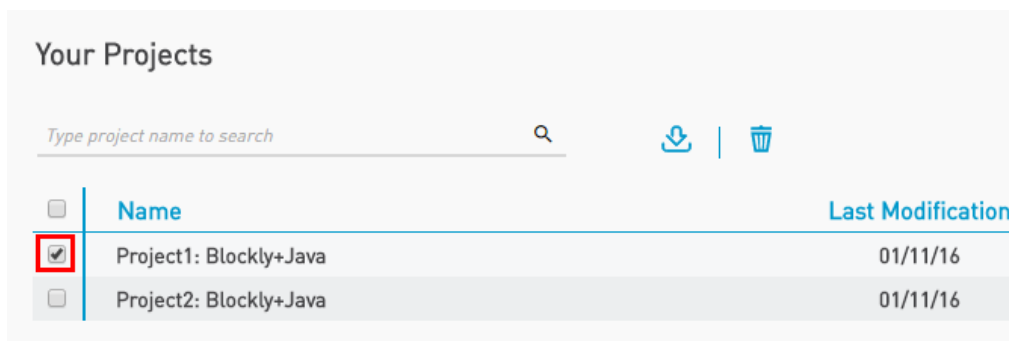 Your Projects
Type project name to search
Name Last Modification
Project1: Blockly+Java 01/11/16
Project2: Blockly+Java 01/11/16